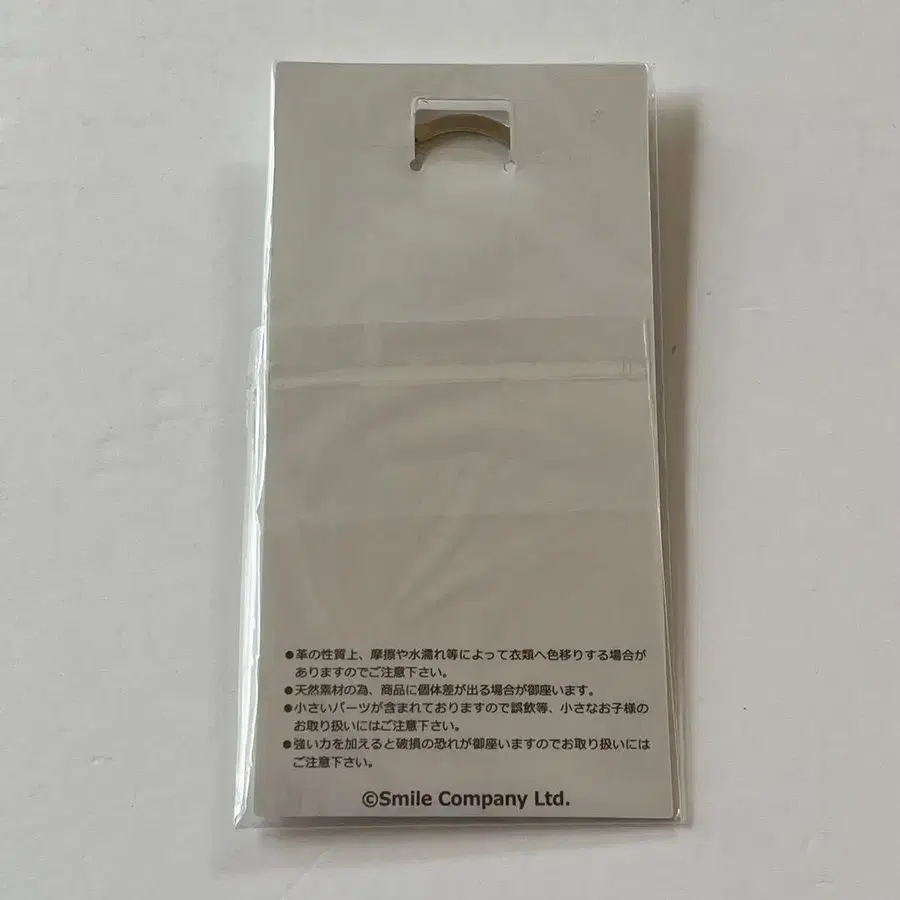 ●革の性質上、摩擦や水濡れ等によって衣類へ色移りする場合が
ありますのでご注意下さい。
●天然素材の為、商品に個体差が出る場合が御座います。
●小さいパーツが含まれておりますので誤飲等、小さなお子様の
お取り扱いにはご注意下さい。
●強い力を加えると破損の恐れが御座いますのでお取り扱いには
ご注意下さい。
©Smile Company Ltd.